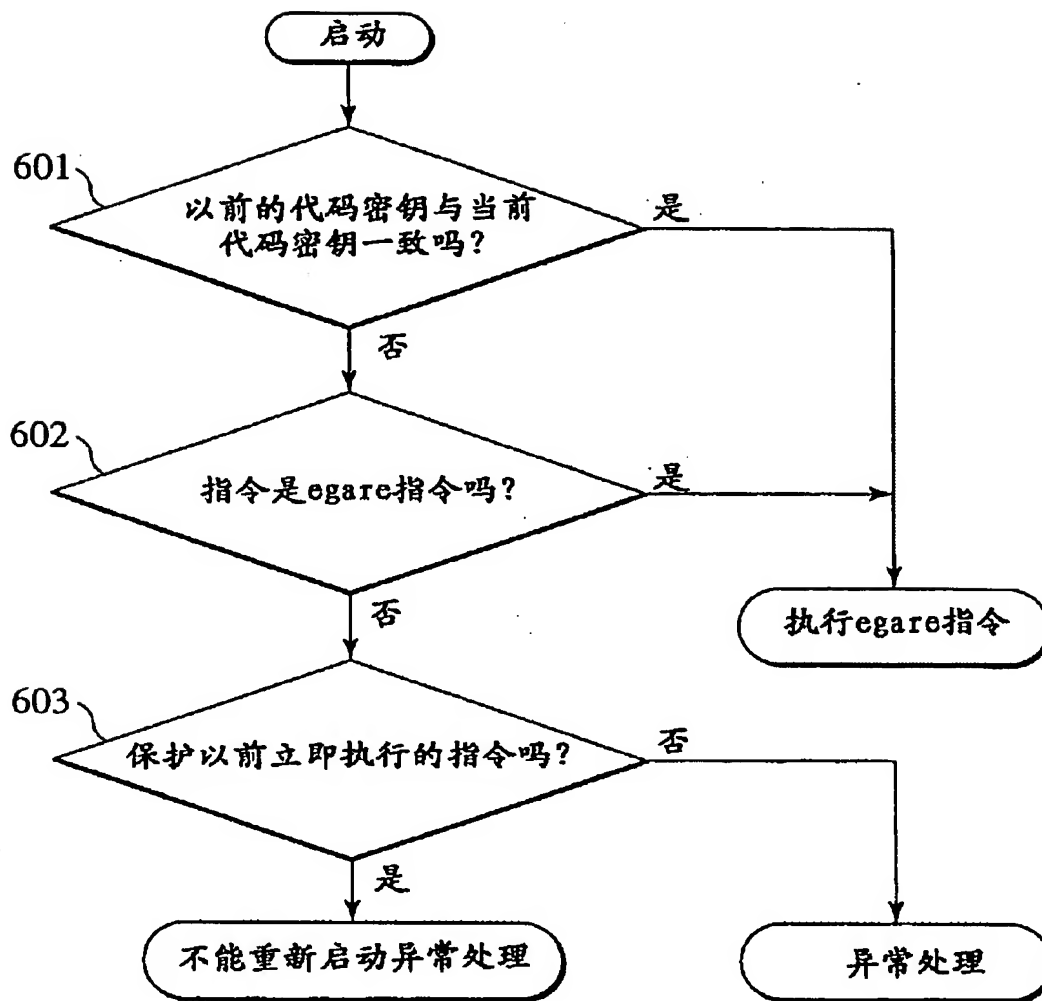 启动
601
以前的代码密钥与当前
代码密钥一致吗?
是
否
602
指令是egare指令吗?
是
否
执行egare指令
603
保护以前立即执行的指令吗?
否
是
不能重新启动异常处理
异常处理